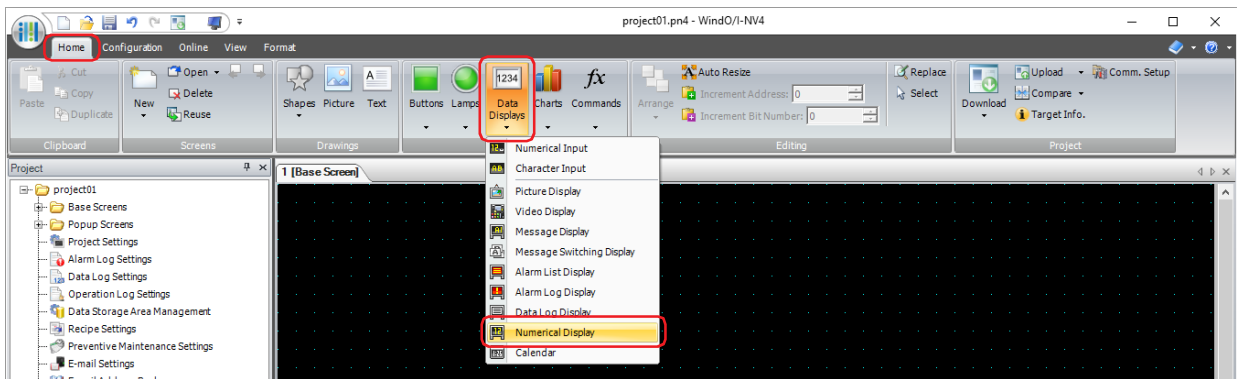 project01.pn4 - WindO/I-NV4
Home Configuration Online View Format
Paste Cut Copy Duplicate
Clipboard
New Open Delete Reuse
Screens
Shapes Picture Text
Drawings
Buttons Lamps 1234 Data Displays Charts fx Commands
Arrange Auto Resize
Increment Address: 0
Increment Bit Number: 0
Replace
Select
Editing
Download Upload Compare Target Info. Comm. Setup
Project
Project
1 [Base Screen]
project01
Base Screens
Popup Screens
Project Settings
Alarm Log Settings
Data Log Settings
Operation Log Settings
Data Storage Area Management
Recipe Settings
Preventive Maintenance Settings
E-mail Settings
Numerical Input
Character Input
Picture Display
Video Display
Message Display
Message Switching Display
Alarm List Display
Alarm Log Display
Data Log Display
Numerical Display
Calendar